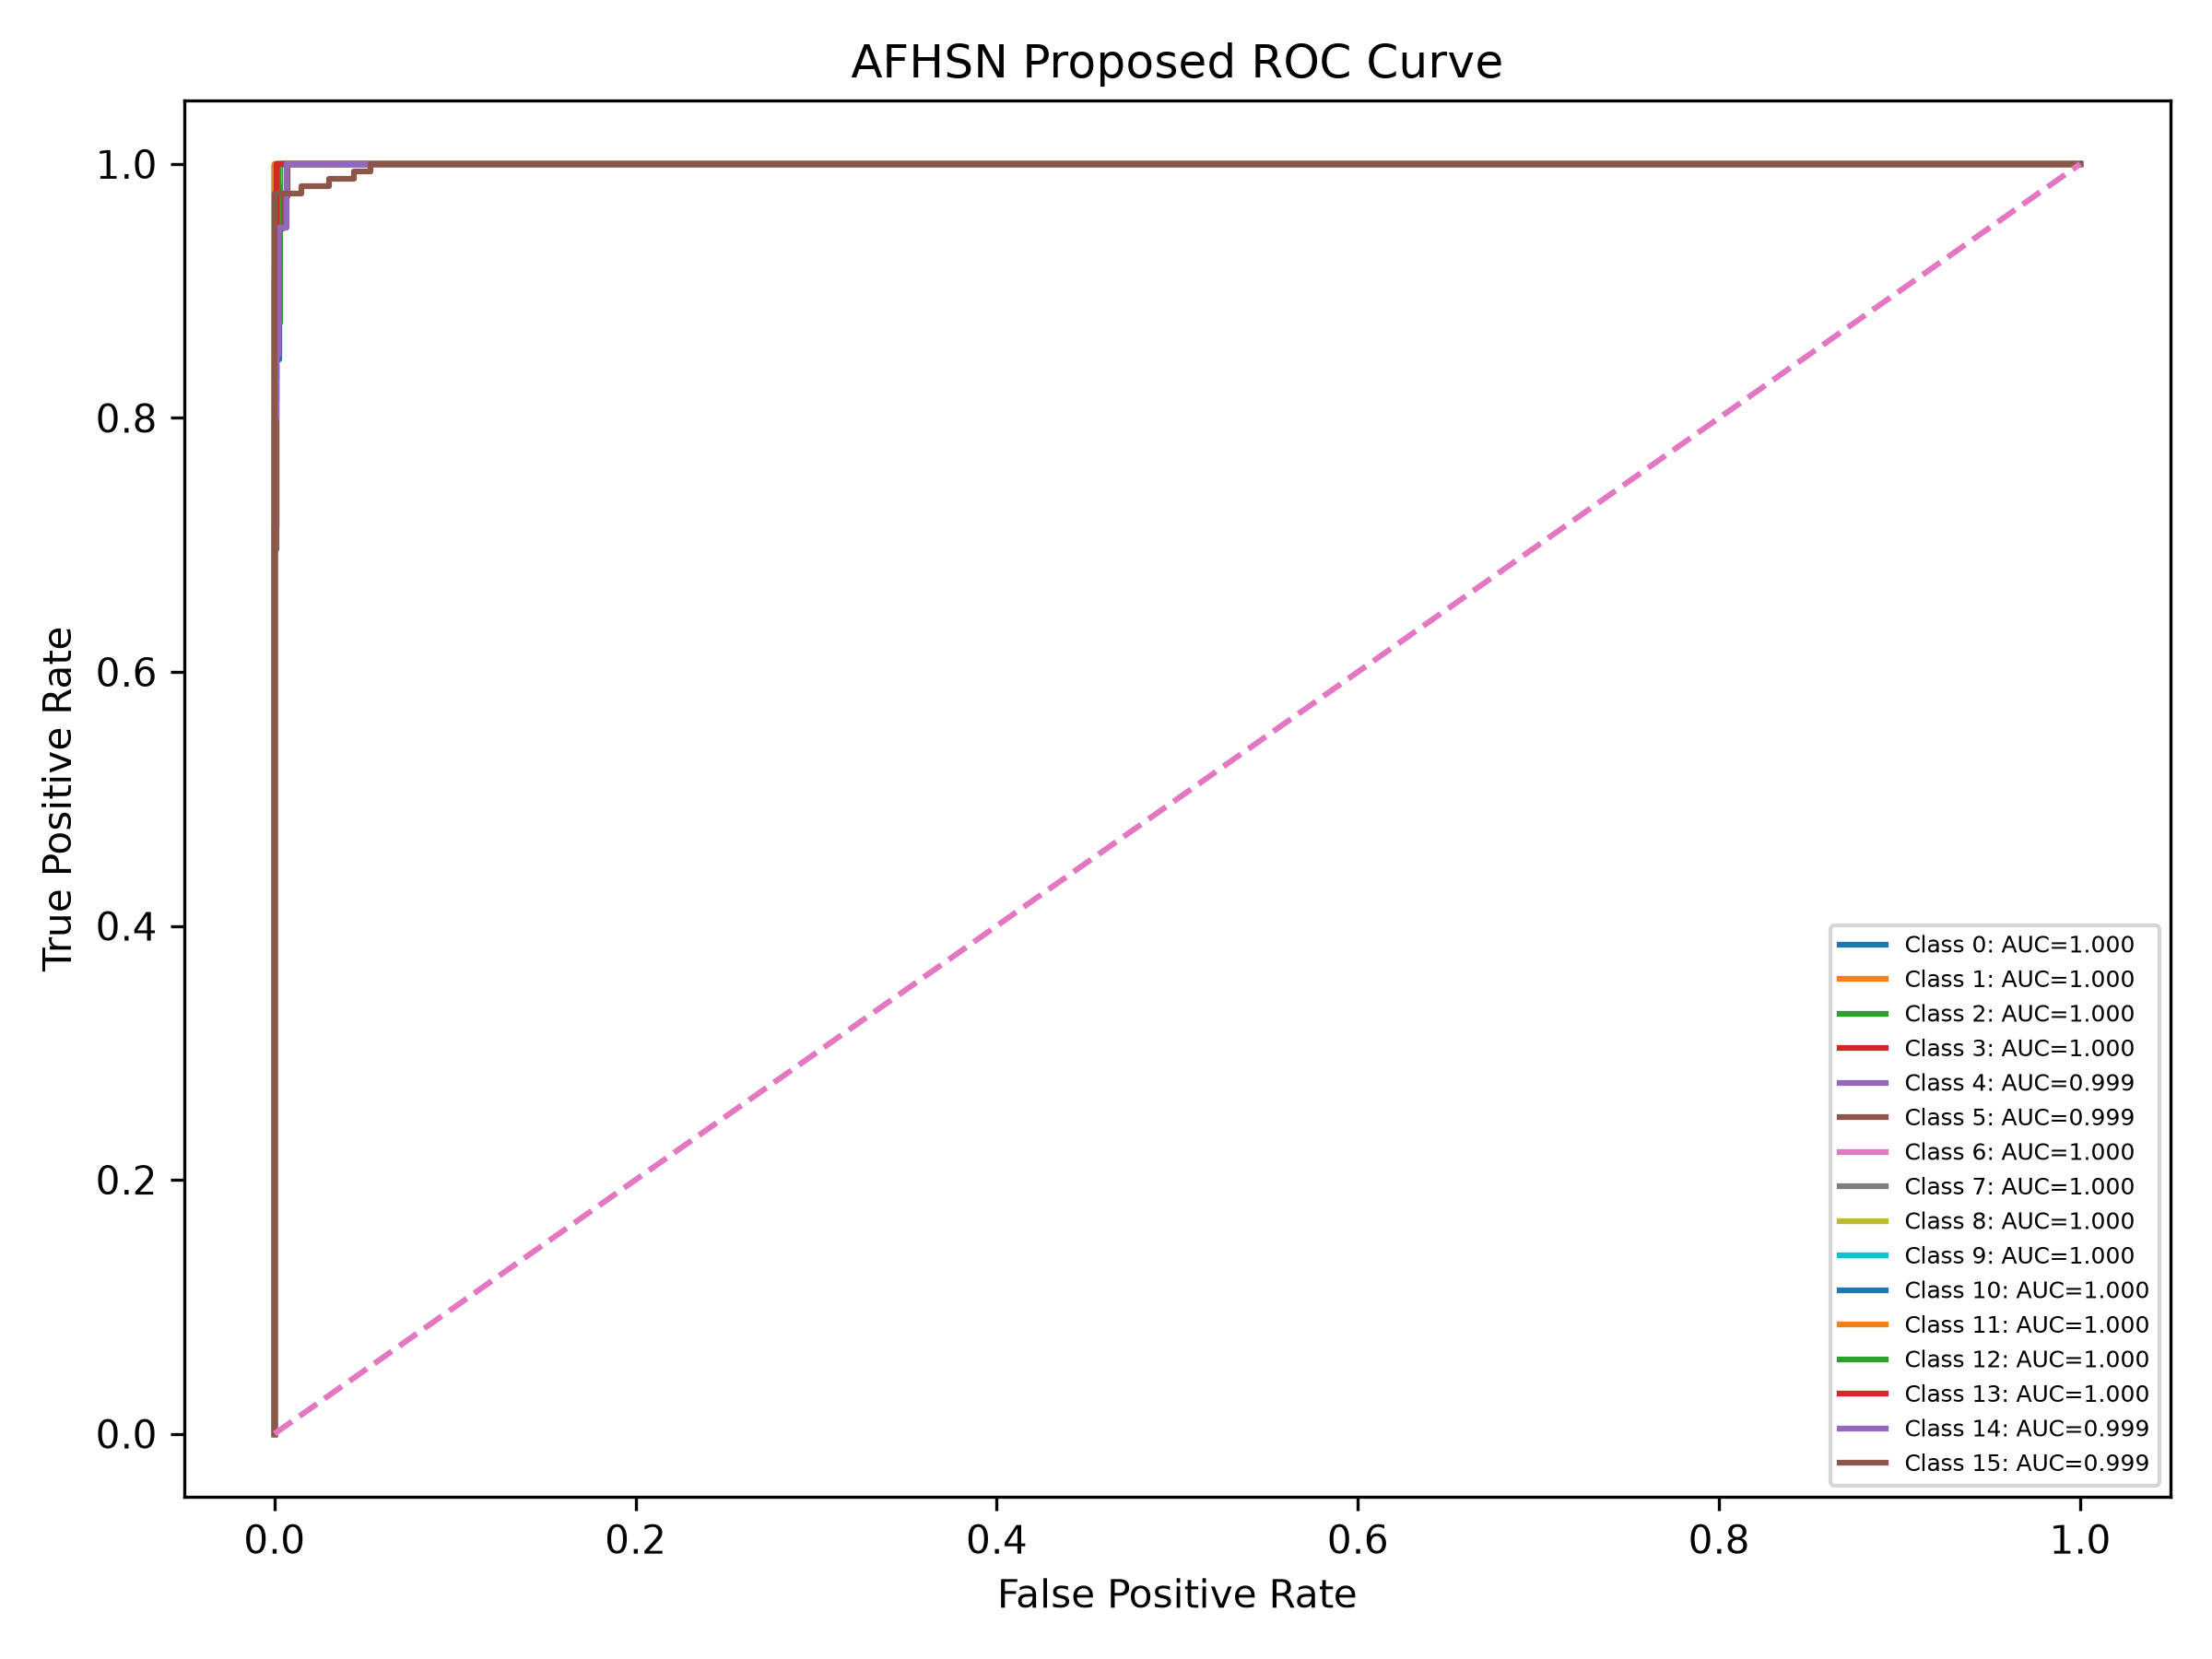 AFHSN Proposed ROC Curve
True Positive Rate
1.0
0.8
0.6
0.4
0.2
0.0
0.0 0.2 0.4 0.6 0.8 1.0
False Positive Rate
Class 0: AUC=1.000
Class 1: AUC=1.000
Class 2: AUC=1.000
Class 3: AUC=1.000
Class 4: AUC=0.999
Class 5: AUC=0.999
Class 6: AUC=1.000
Class 7: AUC=1.000
Class 8: AUC=1.000
Class 9: AUC=1.000
Class 10: AUC=1.000
Class 11: AUC=1.000
Class 12: AUC=1.000
Class 13: AUC=1.000
Class 14: AUC=0.999
Class 15: AUC=0.999